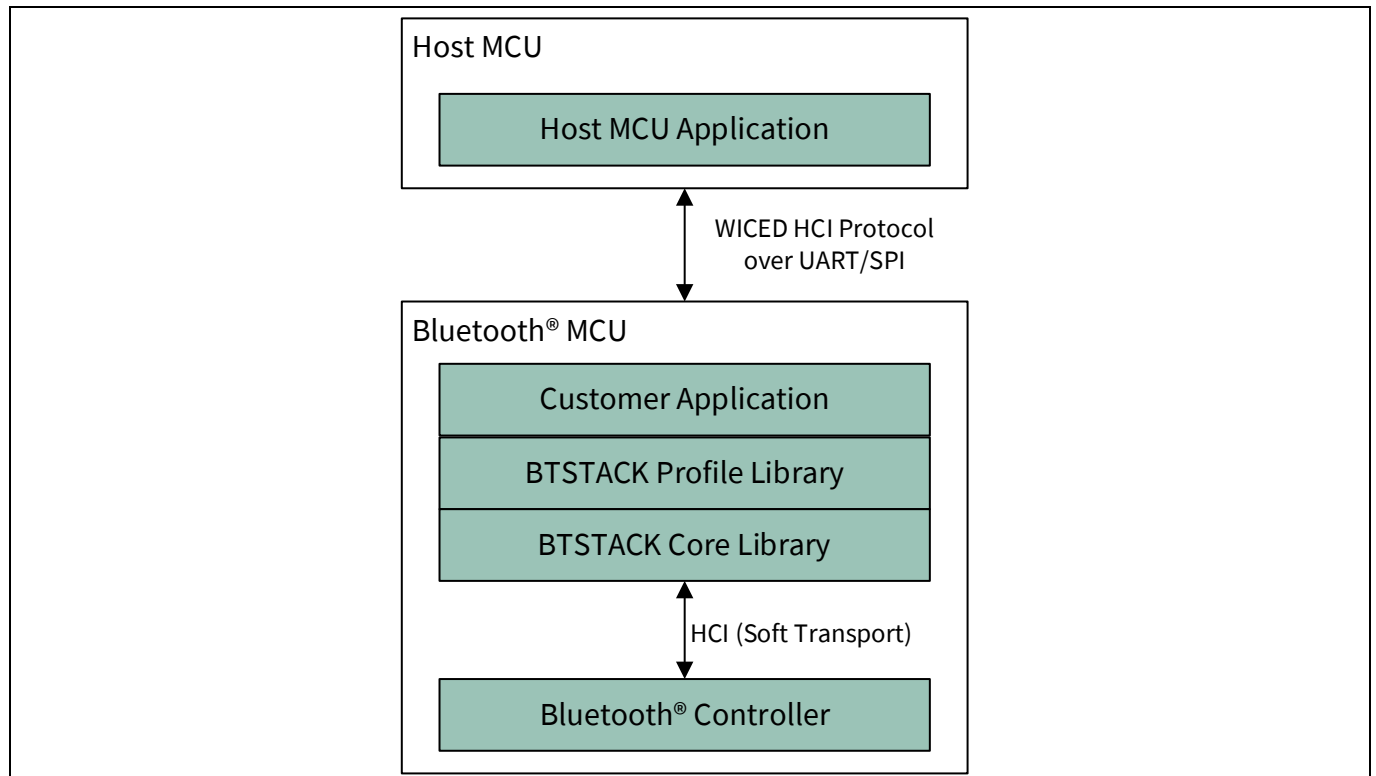 Host MCU
Host MCU Application
WICED HCI Protocol
over UART/SPI
Bluetooth® MCU
Customer Application
BTSTACK Profile Library
BTSTACK Core Library
HCI (Soft Transport)
Bluetooth® Controller